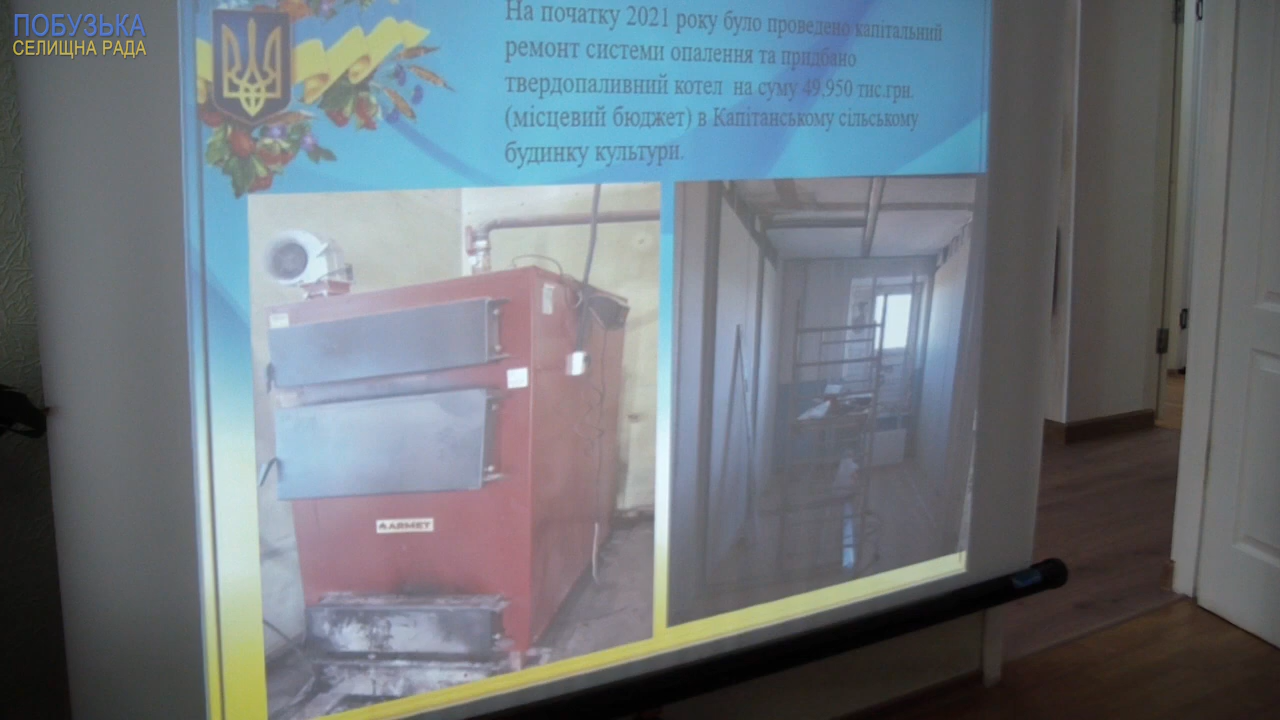 ПОБУЗЬКА
СЕЛИЩНА РАДА
На початку 2021 року було проведено капітальний
ремонт системи опалення та придбано
твердопаливний котел на суму 49.950 тис.грн.
(місцевий бюджет) в Капітанському сільському
будинку культури.
ARMET